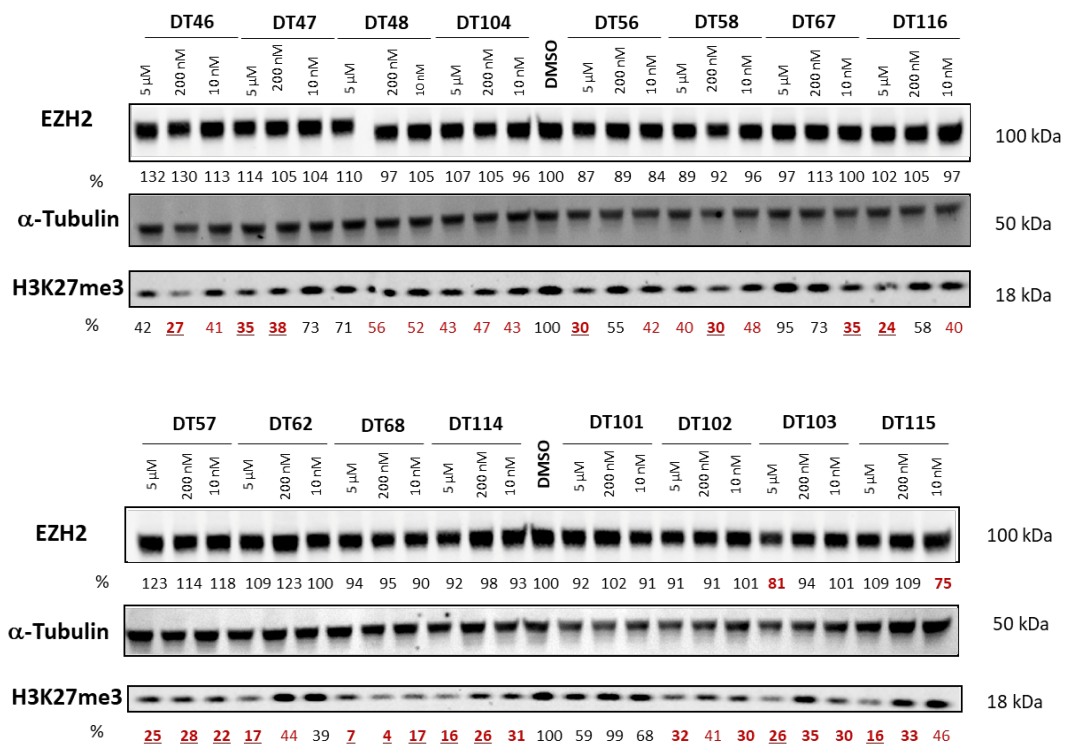 DT46 DT47 DT48 DT104 DMSO DT56 DT58 DT67 DT116
5 µM 200 nM 10 nM 5 µM 200 nM 10 nM 5 µM 200 nM 10 nM 5 µM 200 nM 10 nM 5 µM 200 nM 10 nM 5 µM 200 nM 10 nM 5 µM 200 nM 10 nM 5 µM 200 nM 10 nM
EZH2 100 kDa
% 132 130 113 114 105 104 110 97 105 107 105 96 100 87 89 84 89 92 96 97 113 100 102 105 97
α-Tubulin 50 kDa
H3K27me3 18 kDa
% 42 27 41 35 38 73 71 56 52 43 47 43 100 30 55 42 40 30 48 95 73 35 24 58 40
DT57 DT62 DT68 DT114 DMSO DT101 DT102 DT103 DT115
5 µM 200 nM 10 nM 5 µM 200 nM 10 nM 5 µM 200 nM 10 nM 5 µM 200 nM 10 nM 5 µM 200 nM 10 nM 5 µM 200 nM 10 nM 5 µM 200 nM 10 nM 5 µM 200 nM 10 nM
EZH2 100 kDa
% 123 114 118 109 123 100 94 95 90 92 98 93 100 92 102 91 91 91 101 81 94 101 109 109 75
α-Tubulin 50 kDa
H3K27me3 18 kDa
% 25 28 22 17 44 39 7 4 17 16 26 31 100 59 99 68 32 41 30 26 35 30 16 33 46